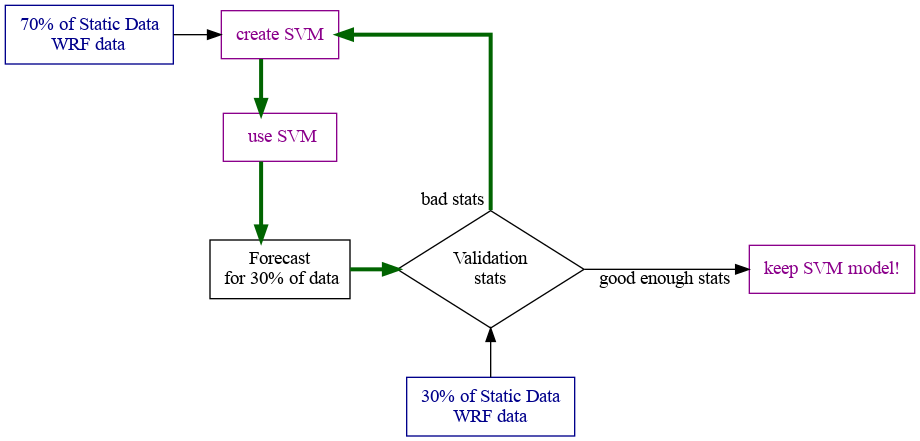 70% of Static Data
WRF data
create SVM
use SVM
bad stats
Forecast
for 30% of data
Validation
stats
good enough stats
keep SVM model!
30% of Static Data
WRF data